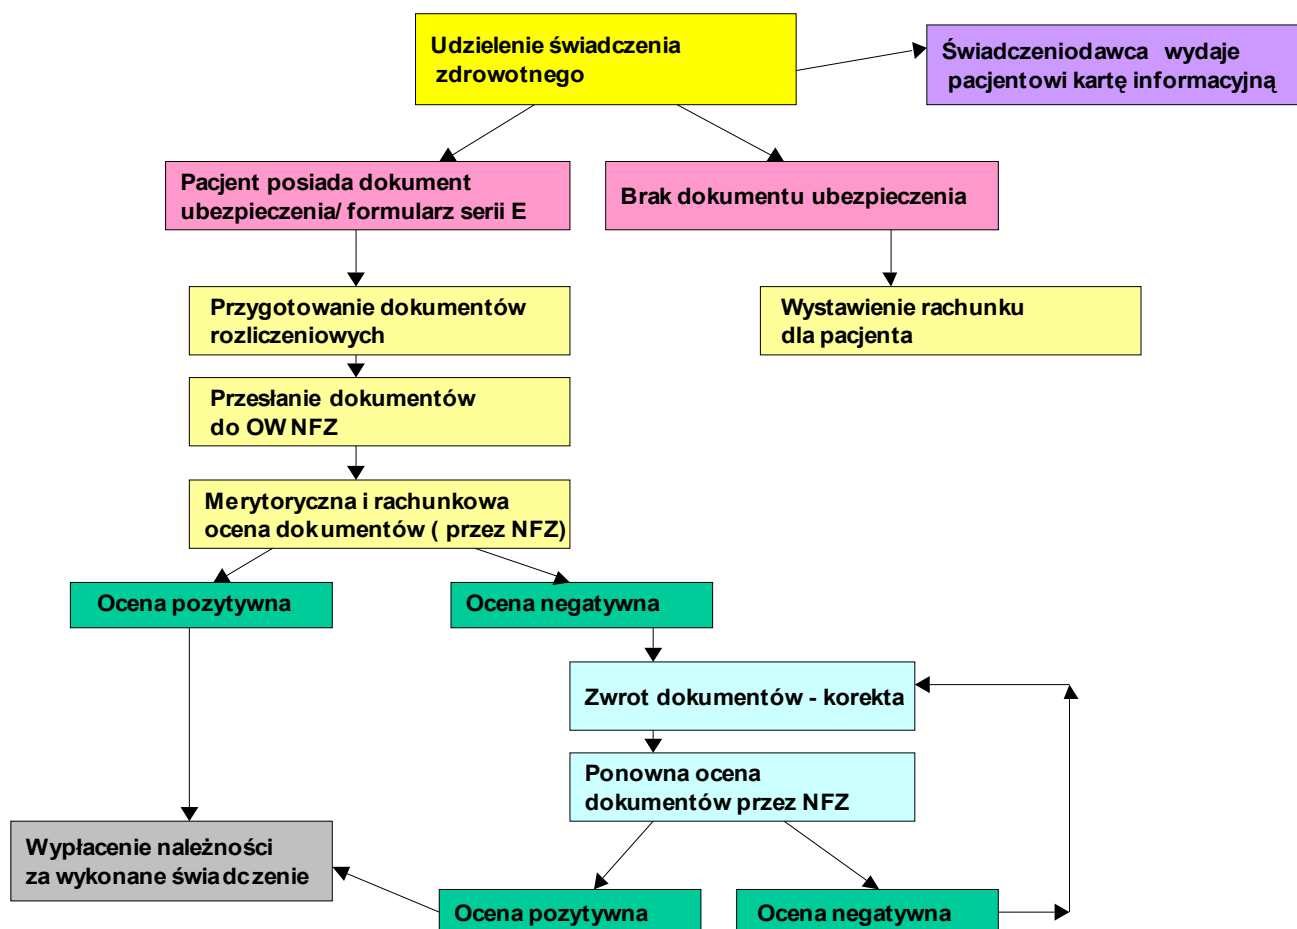 Udzielenie świadczenia
zdrowotnego
Świadczeniodawca wydaje
pacjentowi kartę informacyjną
Pacjent posiada dokument
ubezpieczenia/ formularz serii E
Brak dokumentu ubezpieczenia
Przygotowanie dokumentów
rozliczeniowych
Wystawienie rachunku
dla pacjenta
Przesłanie dokumentów
do OW NFZ
Merytoryczna i rachunkowa
ocena dokumentów ( przez NFZ)
Ocena pozytywna
Ocena negatywna
Zwrot dokumentów - korekta
Ponowna ocena
dokumentów przez NFZ
Wypłacenie należności
za wykonane świadczenie
Ocena pozytywna
Ocena negatywna